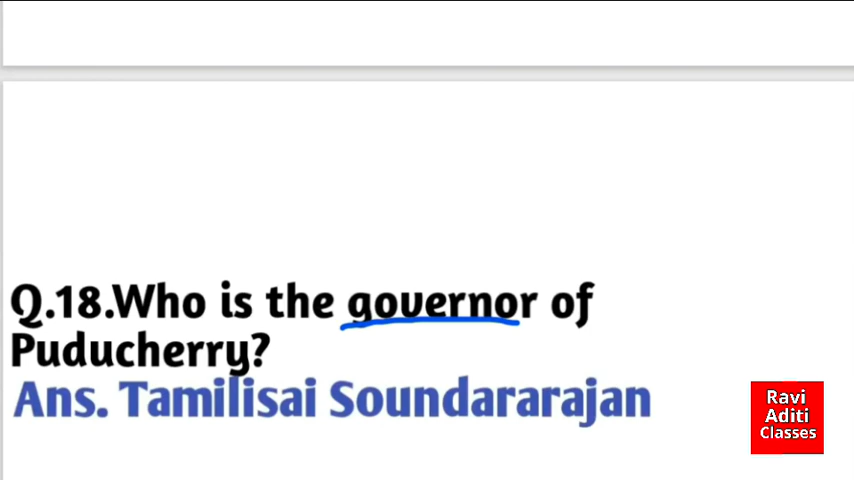 Q.18.Who is the governor of
Puducherry?
Ans. Tamilisai Soundararajan
Ravi
Aditi
Classes